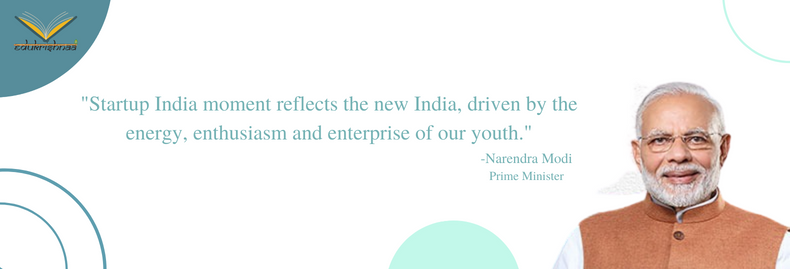 edukrishnaa
"Startup India moment reflects the new India, driven by the
energy, enthusiasm and enterprise of our youth."
-Narendra Modi
Prime Minister